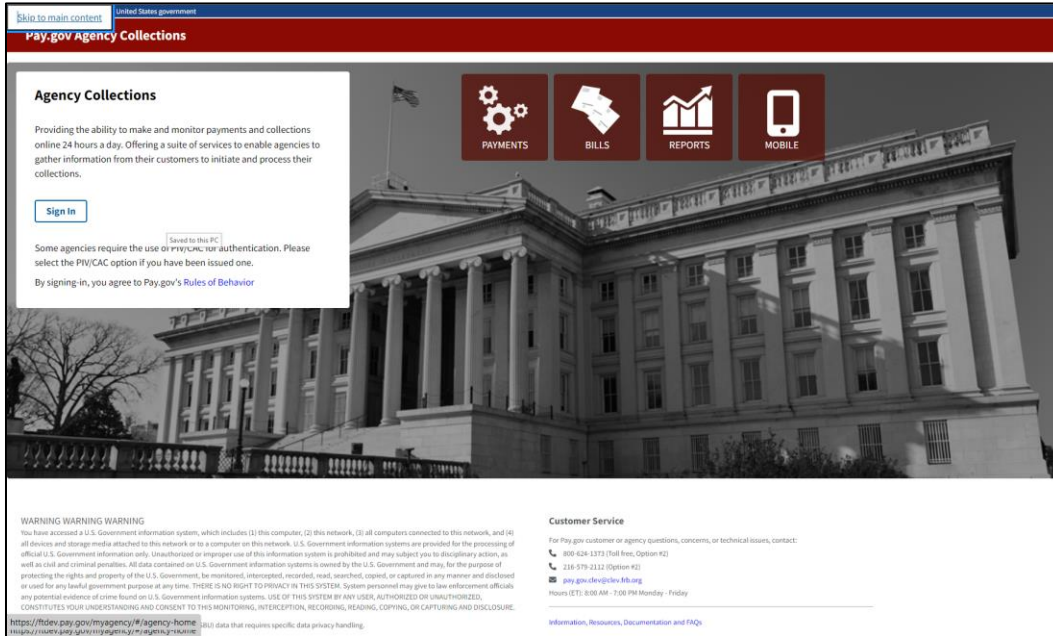 Skip to main content
United States government
Pay.gov Agency Collections
Agency Collections
Providing the ability to make and monitor payments and collections
online 24 hours a day. Offering a suite of services to enable agencies to
gather information from their customers to initiate and process their
collections.
Sign In
Saved to this PC
Some agencies require the use of PIV/CAC for authentication. Please
select the PIV/CAC option if you have been issued one.
By signing-in, you agree to Pay.gov's Rules of Behavior
PAYMENTS
BILLS
REPORTS
MOBILE
WARNING WARNING WARNING
You have accessed a U.S. Government information system, which includes (1) this computer, (2) this network, (3) all computers connected to this network, and (4)
all devices and storage media attached to this network or to a computer on this network. U.S. Government information systems are provided for the processing of
official U.S. Government information only. Unauthorized or improper use of this information system is prohibited and may subject you to disciplinary action, as
well as civil and criminal penalties. All data contained on U.S. Government information systems is owned by the U.S. Government and may, for the purpose of
protecting the rights and property of the U.S. Government, be monitored, intercepted, recorded, read, searched, copied, or captured in any manner and disclosed
or used for any lawful government purpose at any time. THERE IS NO RIGHT TO PRIVACY IN THIS SYSTEM. System personnel may give to law enforcement officials
any potential evidence of crime found on U.S. Government information systems. USE OF THIS SYSTEM BY ANY USER, AUTHORIZED OR UNAUTHORIZED,
CONSTITUTES YOUR UNDERSTANDING AND CONSENT TO THIS MONITORING, INTERCEPTION, RECORDING, READING, COPYING, OR CAPTURING AND DISCLOSURE.
https://ftdev.pay.gov/myagency/#/agency-home
https://ftdev.pay.gov/myagency/#/agency-home
SBU) data that requires specific data privacy handling.
Customer Service
For Pay.gov customer or agency questions, concerns, or technical issues, contact:
800-624-1373 (Toll free, Option #2)
216-579-2112 (Option #2)
pay.gov.clev@clev.frb.org
Hours (ET): 8:00 AM - 7:00 PM Monday - Friday
Information, Resources, Documentation and FAQs